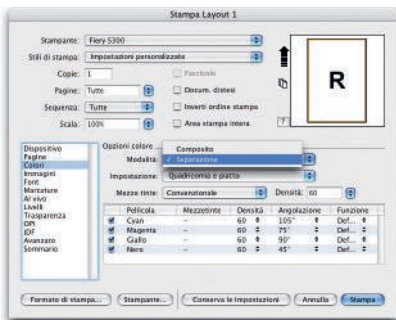 Stampa Layout 1
Stampante: Fiery S300
Stili di stampa: Impostazioni personalizzate
Copie: 1
Fascicolo
Pagine: Tutte
Docum. distesi
Sequenza: Tutte
Inverti ordine stampa
Scala: 100%
Area stampa intera
?
R
Dispositivo
Pagine
Colori
Immagini
Font
Marcature
Al vivo
Livelli
Trasparenza
OPI
JDF
Avanzato
Sommario
Opzioni colore
Composito
Modalità: ✓ Separazione
Impostazione: Quadricomia e piatto
Mezze tinte: Convenzionale Densità: 60
Pellicola Mezzetinte Densità Angolazione Funzione
Cyan – 60 105° Def...
Magenta – 60 75° Def...
Giallo – 60 90° Def...
Nero – 60 45° Def...
Formato di stampa... Stampante... Conserva le impostazioni Annulla Stampa